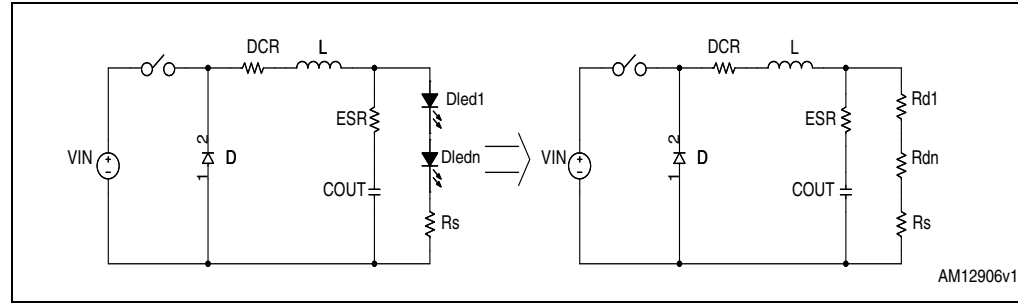 DCR L
Dled1
ESR
2
VIN D Dledn
1
COUT
Rs
DCR L
Rd1
ESR
2
VIN D Rdn
1
COUT
Rs
AM12906v1